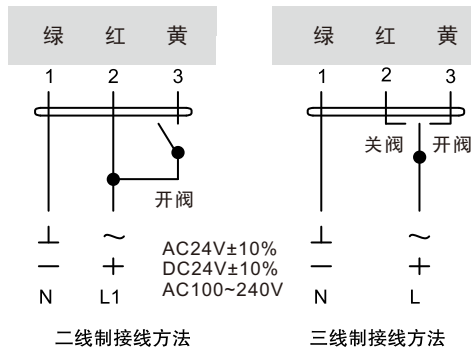 绿 红 黄
1 2 3
开阀
⊥ ~
− +
N L1
AC24V±10%
DC24V±10%
AC100~240V
二线制接线方法
绿 红 黄
1 2 3
关阀 开阀
⊥ ~
− +
N L
三线制接线方法